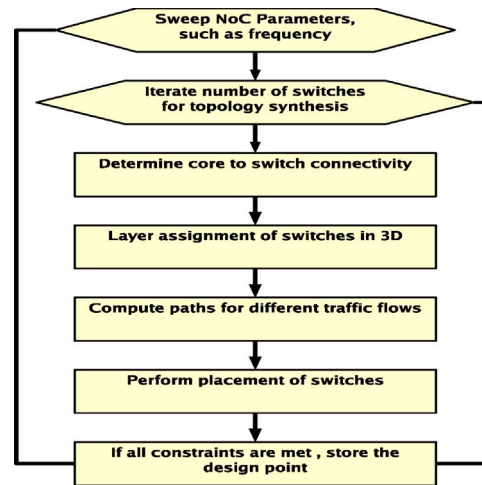 Sweep NoC Parameters,
such as frequency
Iterate number of switches
for topology synthesis
Determine core to switch connectivity
Layer assignment of switches in 3D
Compute paths for different traffic flows
Perform placement of switches
If all constraints are met , store the
design point